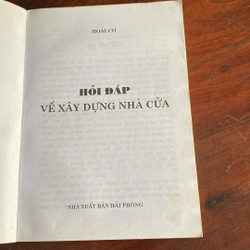 HOÀI CƠ
HỎI ĐÁP
VỀ XÂY DỰNG NHÀ CỬA
NHÀ XUẤT BẢN HẢI PHÒNG